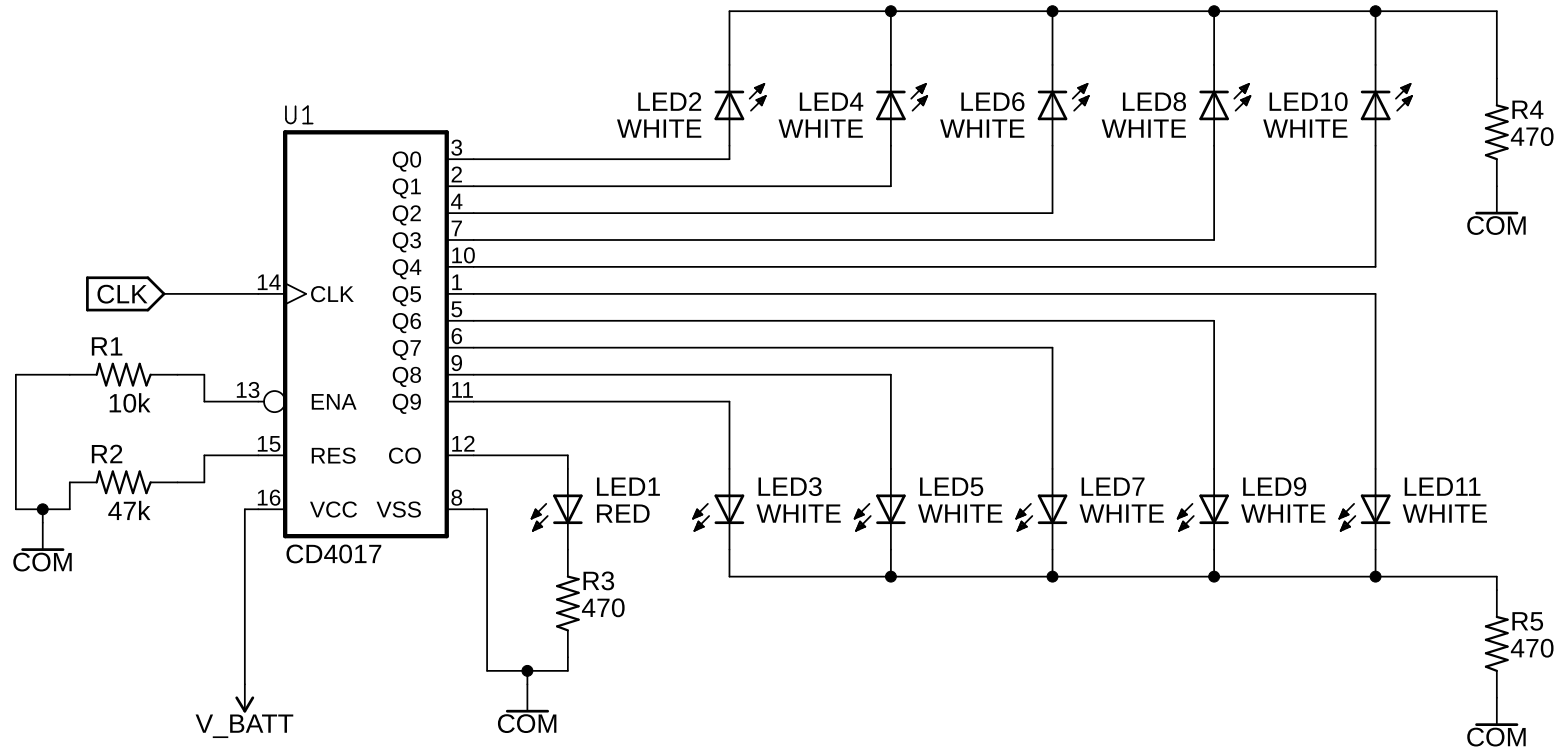 LED2
WHITE
LED4
WHITE
LED6
WHITE
LED8
WHITE
LED10
WHITE
R4
470
COM
U1
Q0 3
Q1 2
Q2 4
Q3 7
Q4 10
CLK 14 CLK Q5 1
Q6 5
Q7 6
R1
10k
Q8 9
13 ENA Q9 11
R2
47k
15 RES CO 12
16 VCC VSS 8
CD4017
COM
V_BATT
LED1
RED
LED3
WHITE
LED5
WHITE
LED7
WHITE
LED9
WHITE
LED11
WHITE
R3
470
COM
R5
470
COM